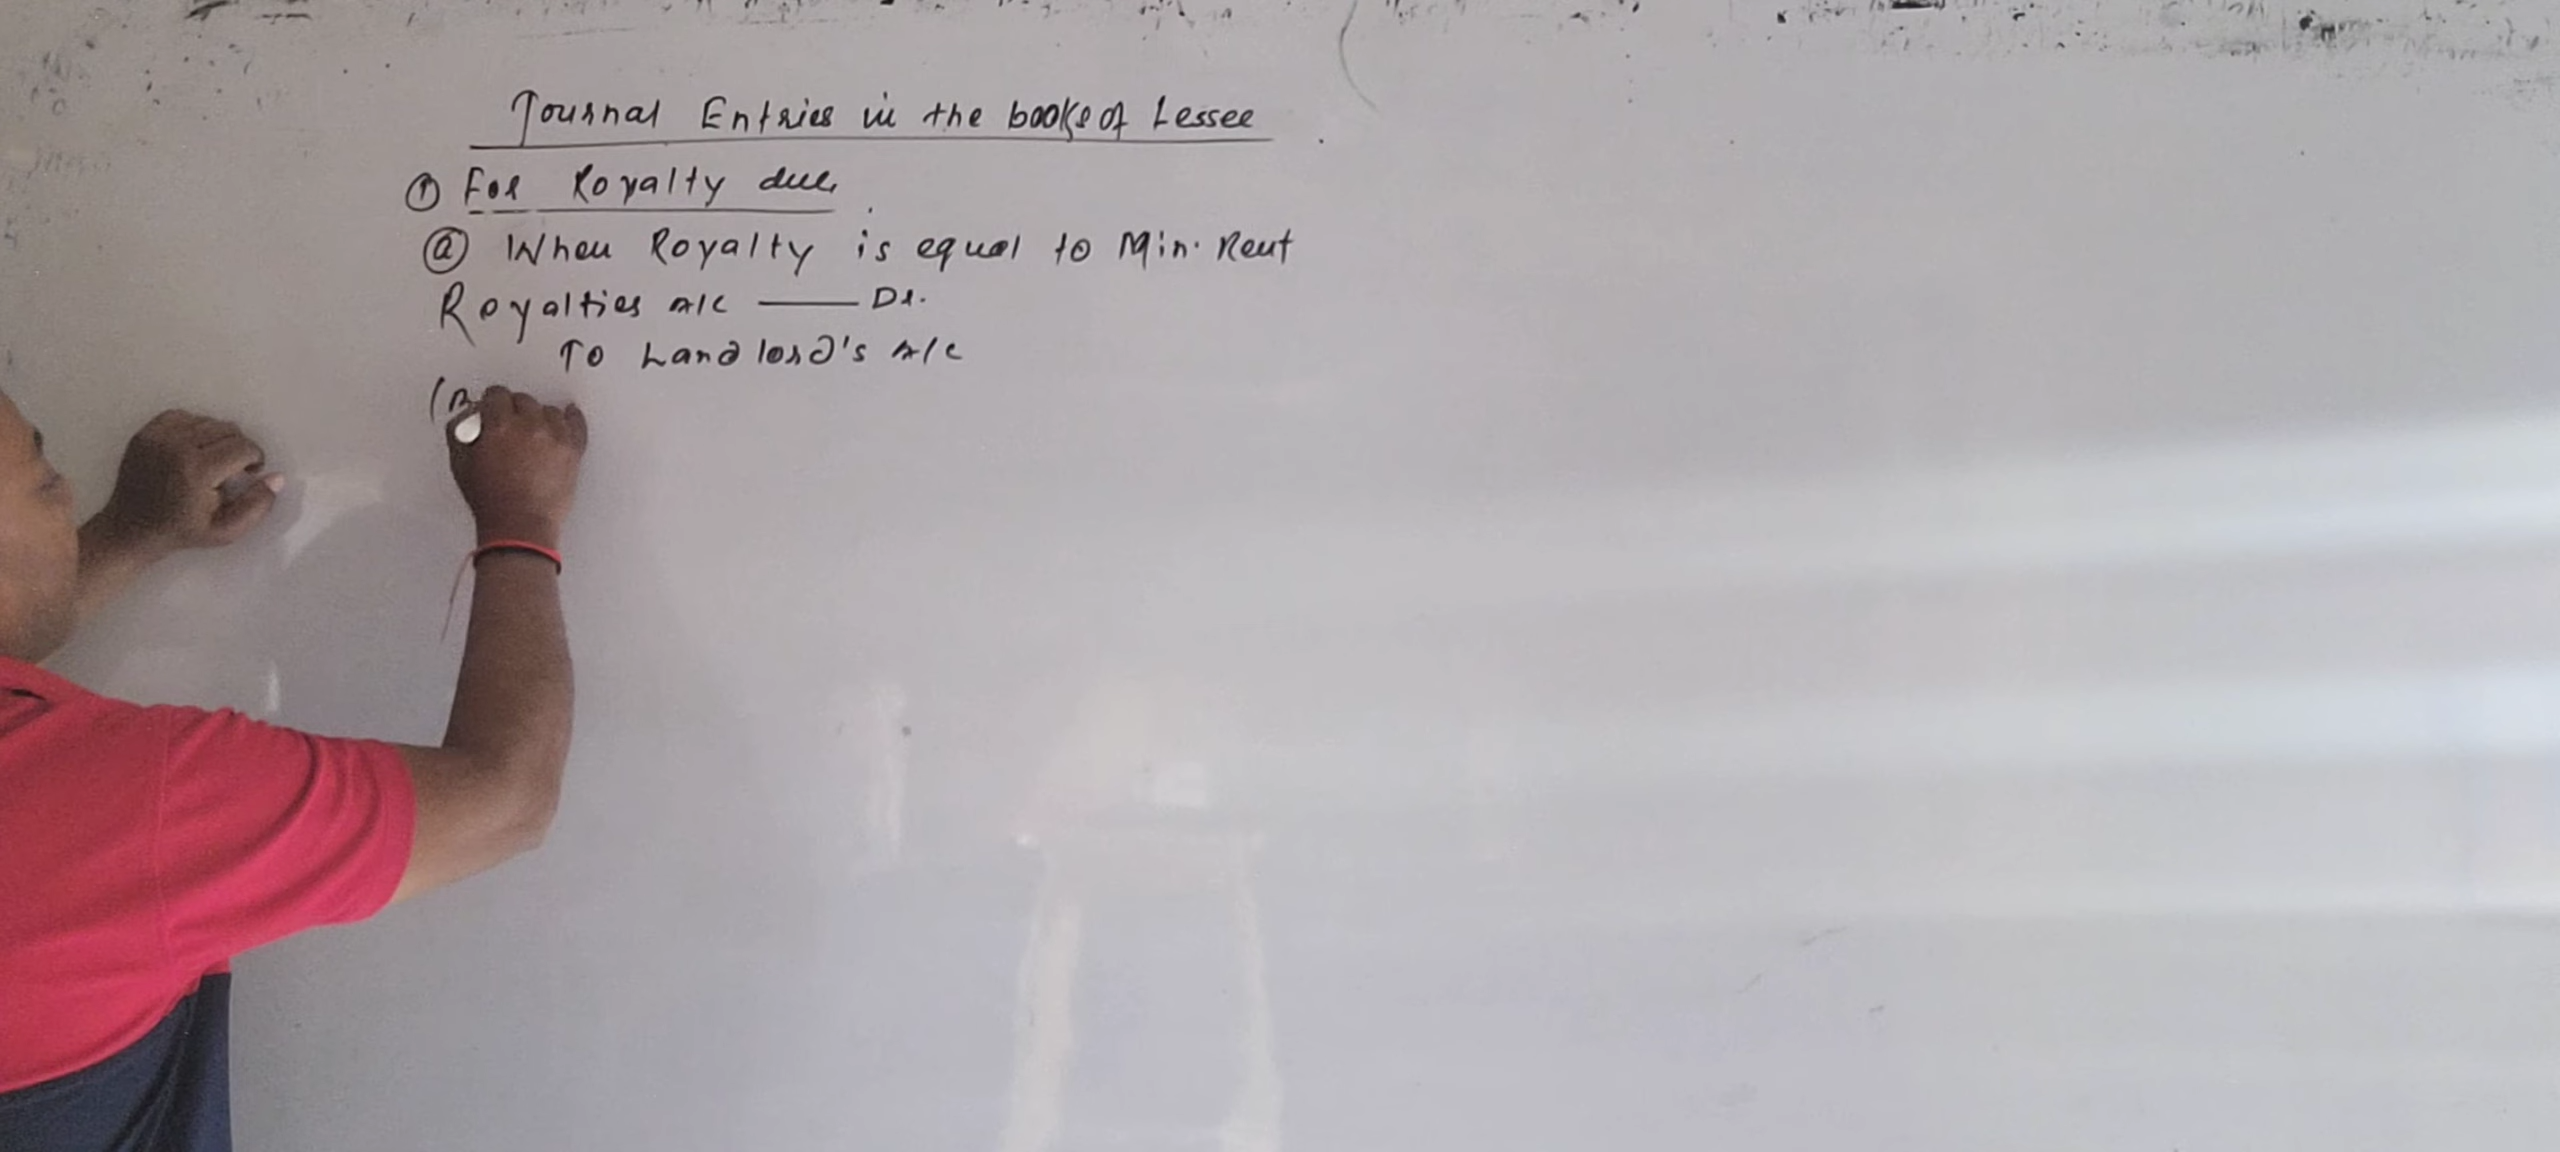 Journal Entries in the books of Lessee
① For Royalty due
ⓐ When Royalty is equal to Min. Rent
Royalties A/c —— Dr.
To Landlord's A/c
(B